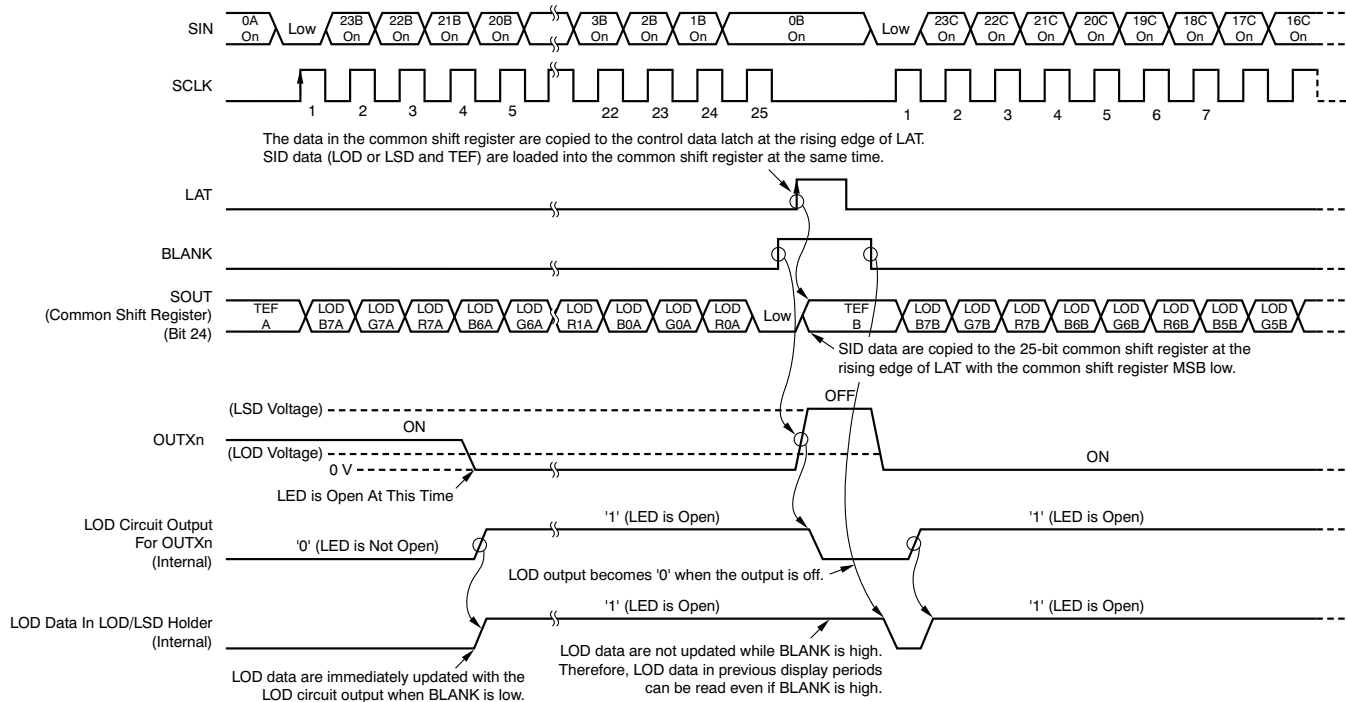 SIN
0A On
Low
23B On
22B On
21B On
20B On
3B On
2B On
1B On
0B On
Low
23C On
22C On
21C On
20C On
19C On
18C On
17C On
16C On
SCLK
1 2 3 4 5 22 23 24 25 1 2 3 4 5 6 7
The data in the common shift register are copied to the control data latch at the rising edge of LAT.
SID data (LOD or LSD and TEF) are loaded into the common shift register at the same time.
LAT
BLANK
SOUT
(Common Shift Register)
(Bit 24)
TEF A
LOD B7A
LOD G7A
LOD R7A
LOD B6A
LOD G6A
LOD R1A
LOD B0A
LOD G0A
LOD R0A
Low
TEF B
LOD B7B
LOD G7B
LOD R7B
LOD B6B
LOD G6B
LOD R6B
LOD B5B
LOD G5B
SID data are copied to the 25-bit common shift register at the
rising edge of LAT with the common shift register MSB low.
OUTXn
(LSD Voltage)
ON
(LOD Voltage)
0 V
OFF
ON
LED is Open At This Time
LOD Circuit Output
For OUTXn
(Internal)
'0' (LED is Not Open)
'1' (LED is Open)
'1' (LED is Open)
LOD output becomes '0' when the output is off.
LOD Data In LOD/LSD Holder
(Internal)
'1' (LED is Open)
'1' (LED is Open)
LOD data are immediately updated with the
LOD circuit output when BLANK is low.
LOD data are not updated while BLANK is high.
Therefore, LOD data in previous display periods
can be read even if BLANK is high.